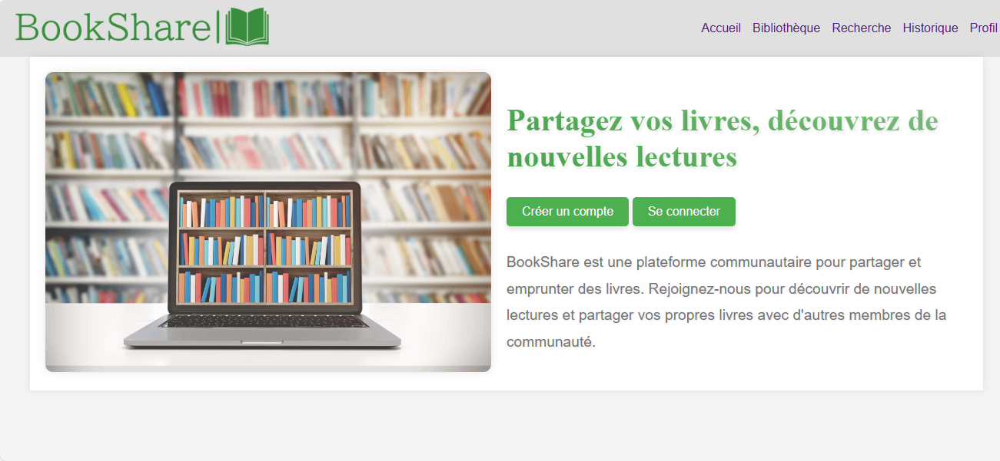 BookShare
Accueil Bibliothèque Recherche Historique Profil
Partagez vos livres, découvrez de
nouvelles lectures
Créer un compte Se connecter
BookShare est une plateforme communautaire pour partager et
emprunter des livres. Rejoignez-nous pour découvrir de nouvelles
lectures et partager vos propres livres avec d'autres membres de la
communauté.